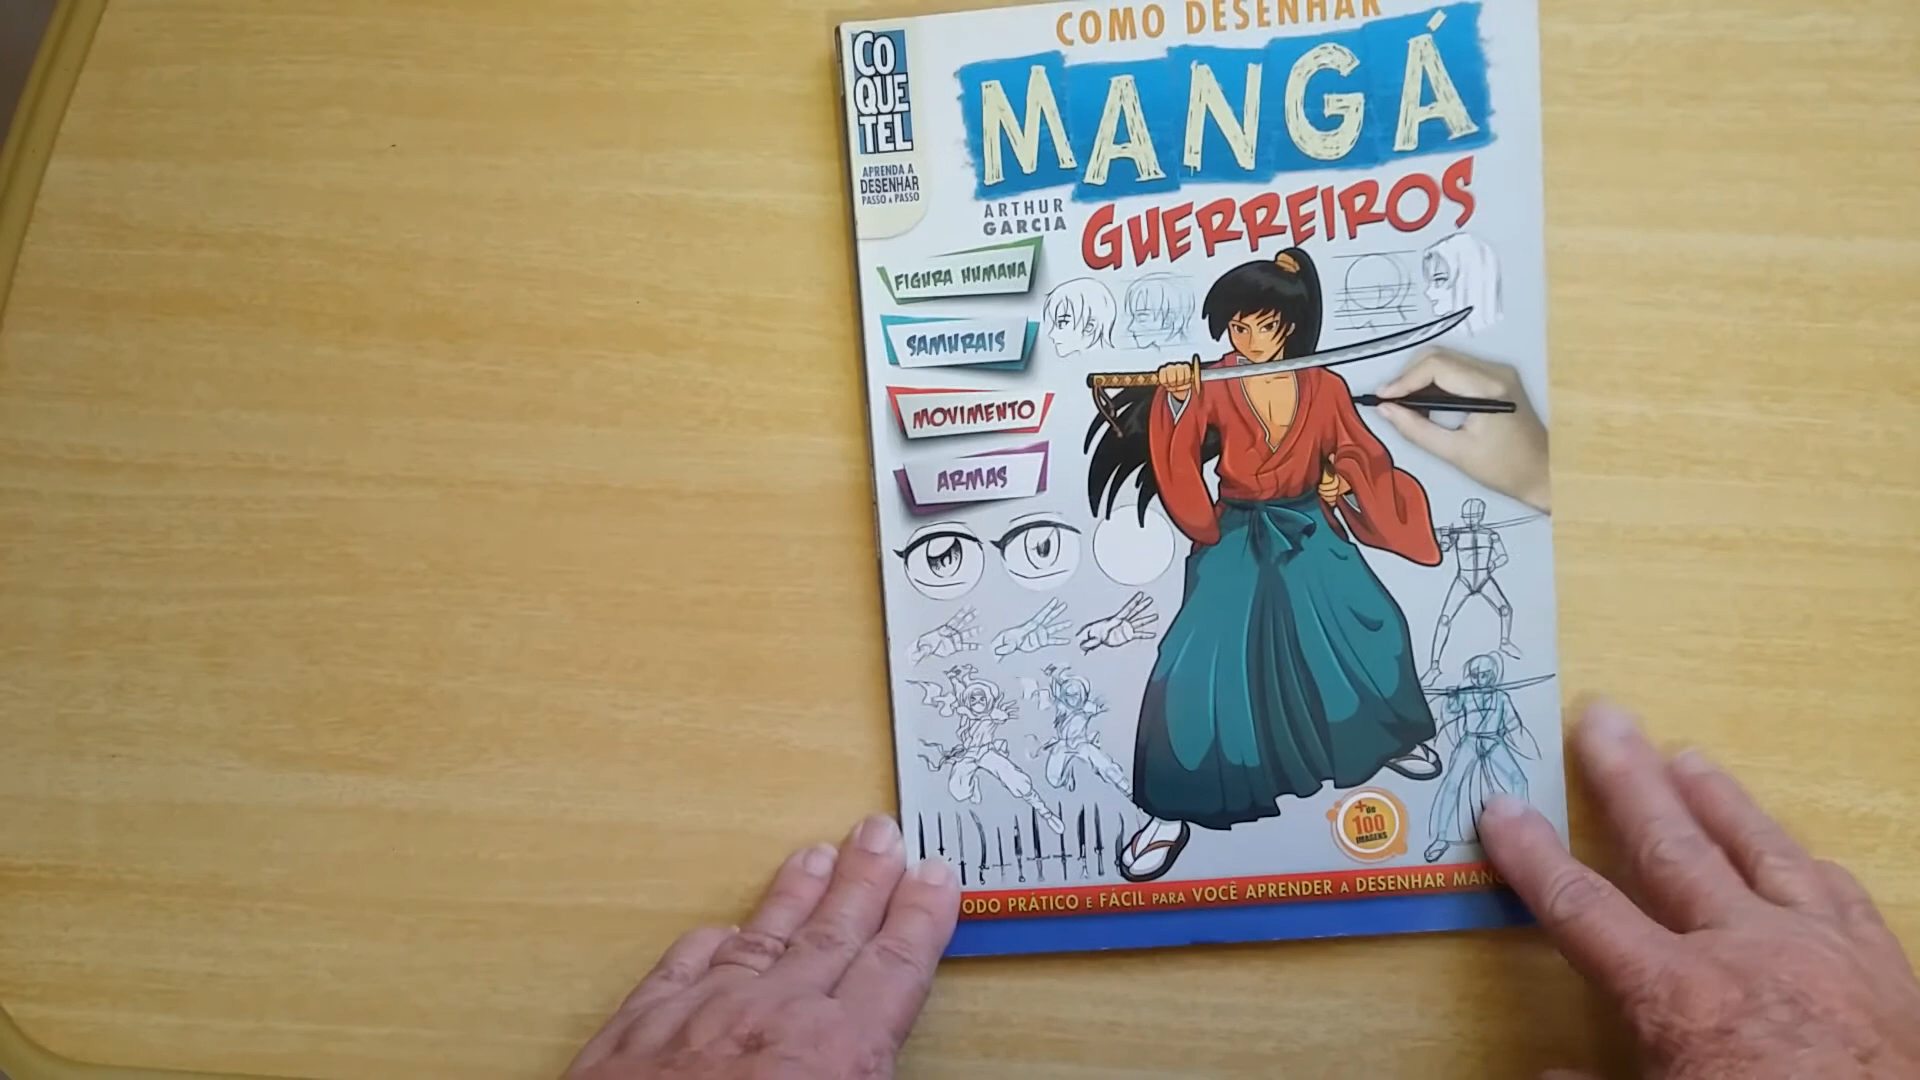 COMO DESENHAR
MANGÁ
GUERREIROS
CO
QUE
TEL
APRENDA A
DESENHAR
PASSO A PASSO
ARTHUR
GARCIA
FIGURA HUMANA
SAMURAIS
MOVIMENTO
ARMAS
+ DE
100
IMAGENS
PRÁTICO E FÁCIL PARA VOCÊ APRENDER A DESENHAR